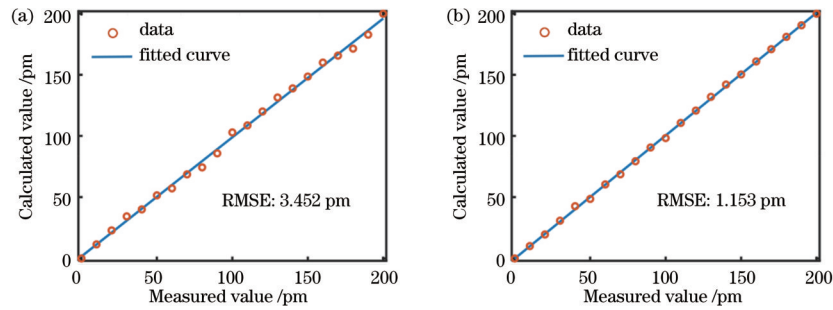 (a)
200
150
100
50
0
Calculated value /pm
data
fitted curve
RMSE: 3.452 pm
0 50 100 150 200
Measured value /pm
(b)
200
150
100
50
0
Calculated value /pm
data
fitted curve
RMSE: 1.153 pm
0 50 100 150 200
Measured value /pm